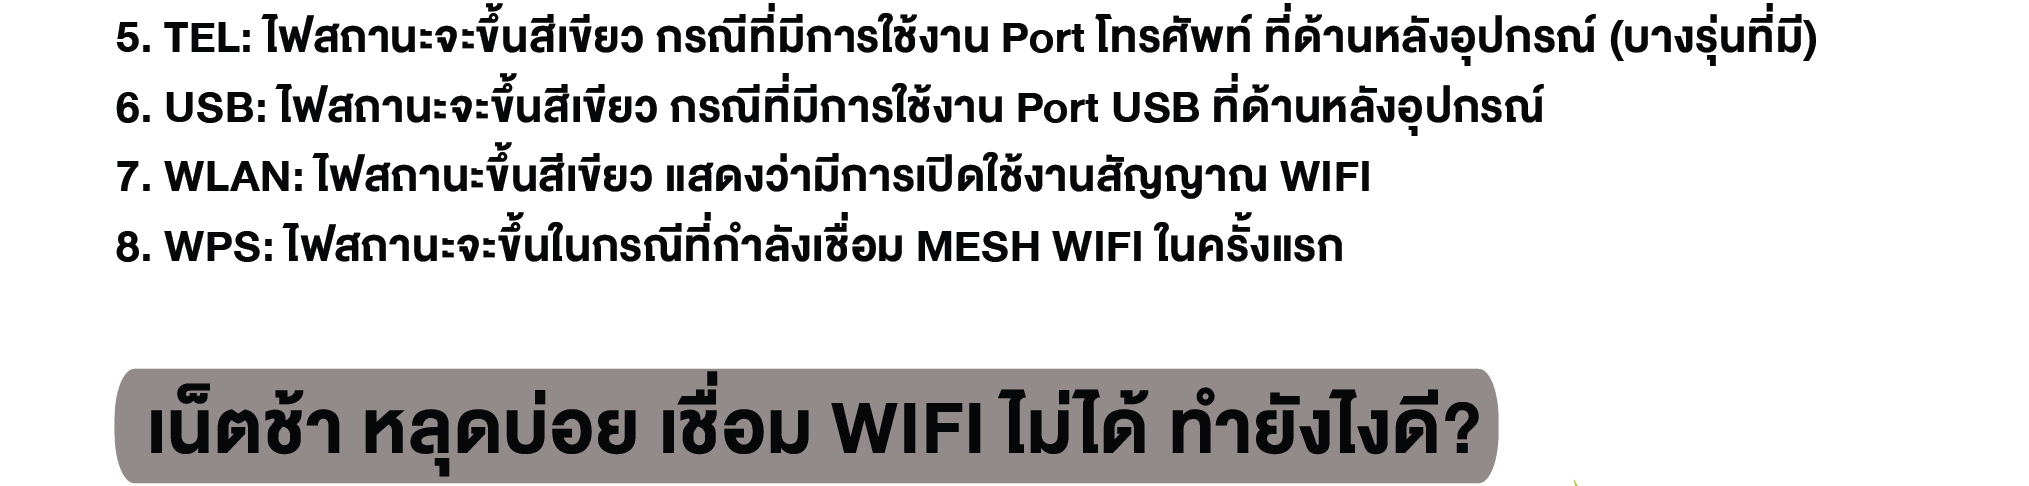 5. TEL: ไฟสถานะจะขึ้นสีเขียว กรณีที่มีการใช้งาน Port โทรศัพท์ ที่ด้านหลังอุปกรณ์ (บางรุ่นที่มี)
6. USB: ไฟสถานะจะขึ้นสีเขียว กรณีที่มีการใช้งาน Port USB ที่ด้านหลังอุปกรณ์
7. WLAN: ไฟสถานะขึ้นสีเขียว แสดงว่ามีการเปิดใช้งานสัญญาณ WIFI
8. WPS: ไฟสถานะจะขึ้นในกรณีที่กำลังเชื่อม MESH WIFI ในครั้งแรก
เน็ตช้า หลุดบ่อย เชื่อม WIFI ไม่ได้ ทำยังไงดี?